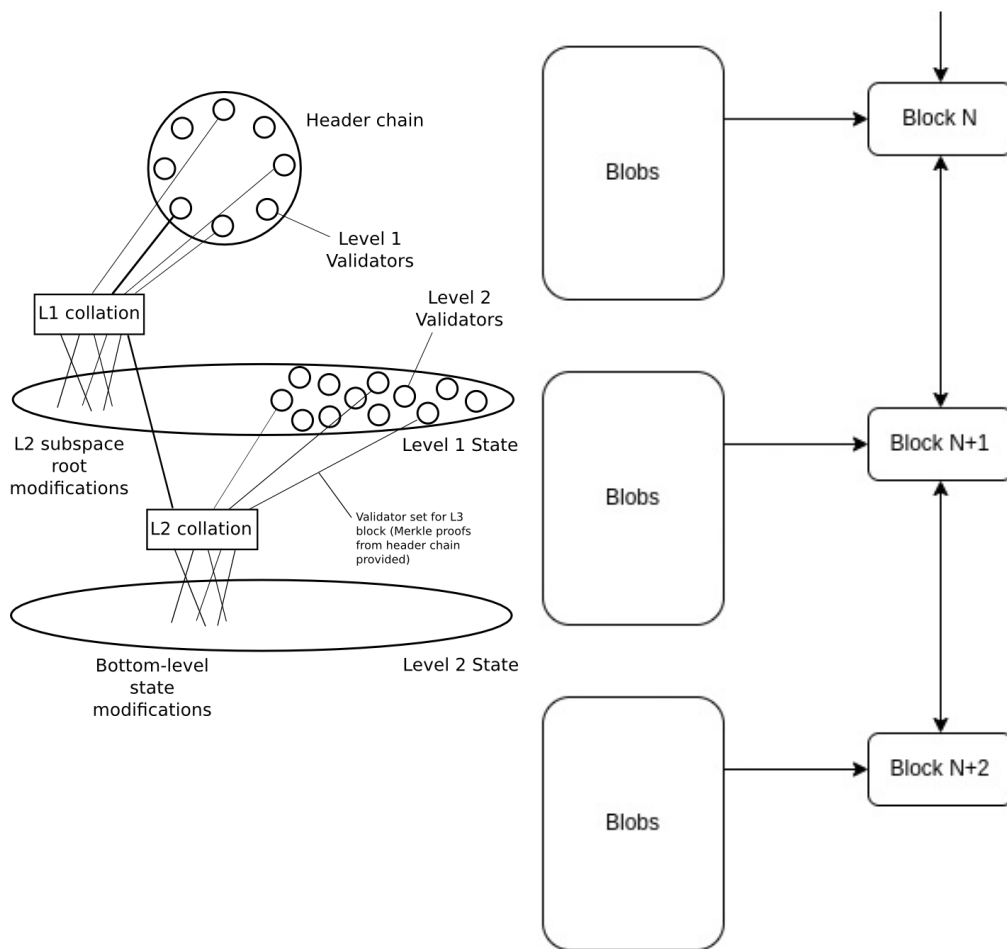 Header chain
Level 1
Validators
L1 collation
Level 2
Validators
L2 subspace
root
modifications
Level 1 State
L2 collation
Validator set for L3
block (Merkle proofs
from header chain
provided)
Bottom-level
state
modifications
Level 2 State
Blobs
Block N
Blobs
Block N+1
Blobs
Block N+2